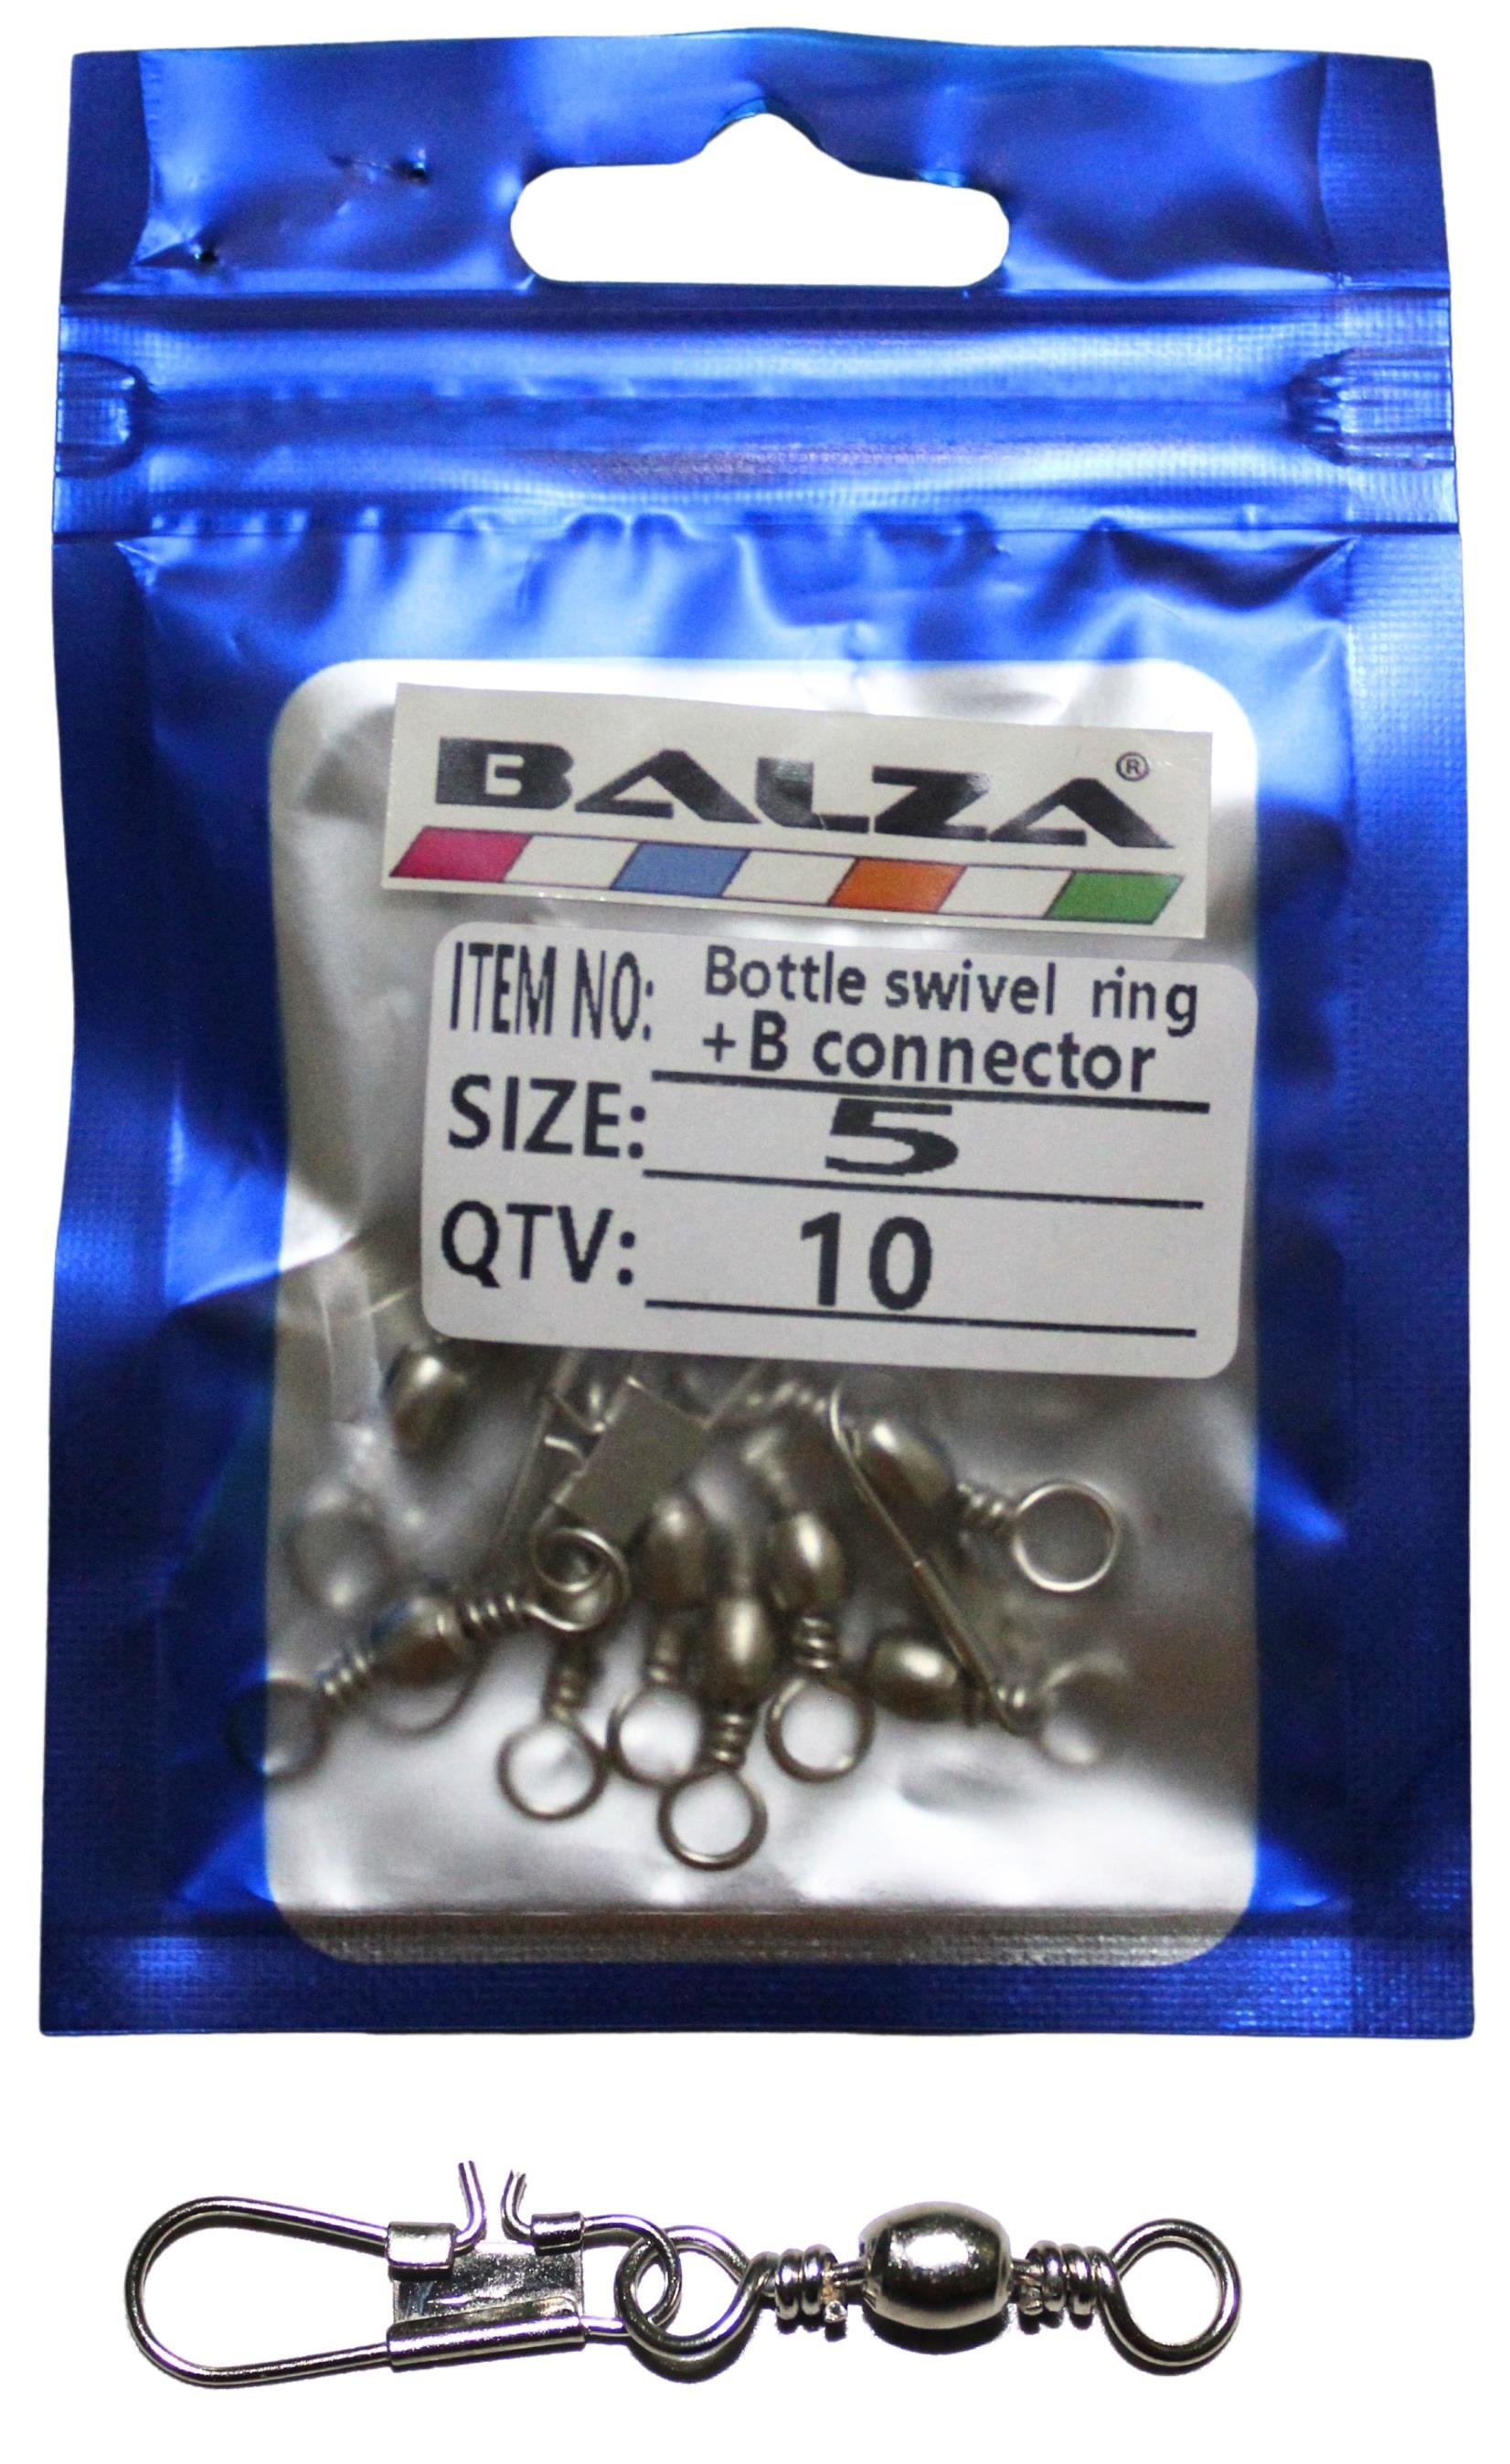 BALZA®
ITEM NO: Bottle swivel ring
+B connector
SIZE: 5
QTV: 10